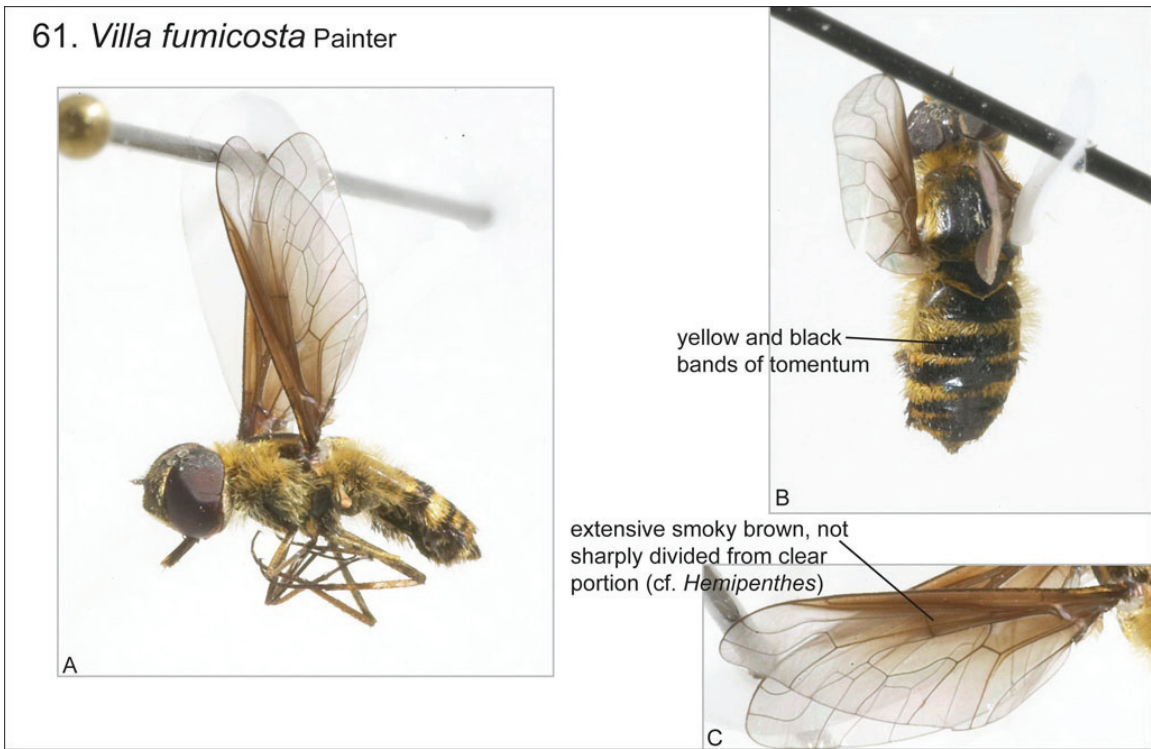 61. Villa fumicosta Painter
A
yellow and black
bands of tomentum
B
extensive smoky brown, not
sharply divided from clear
portion (cf. Hemipenthes)
C